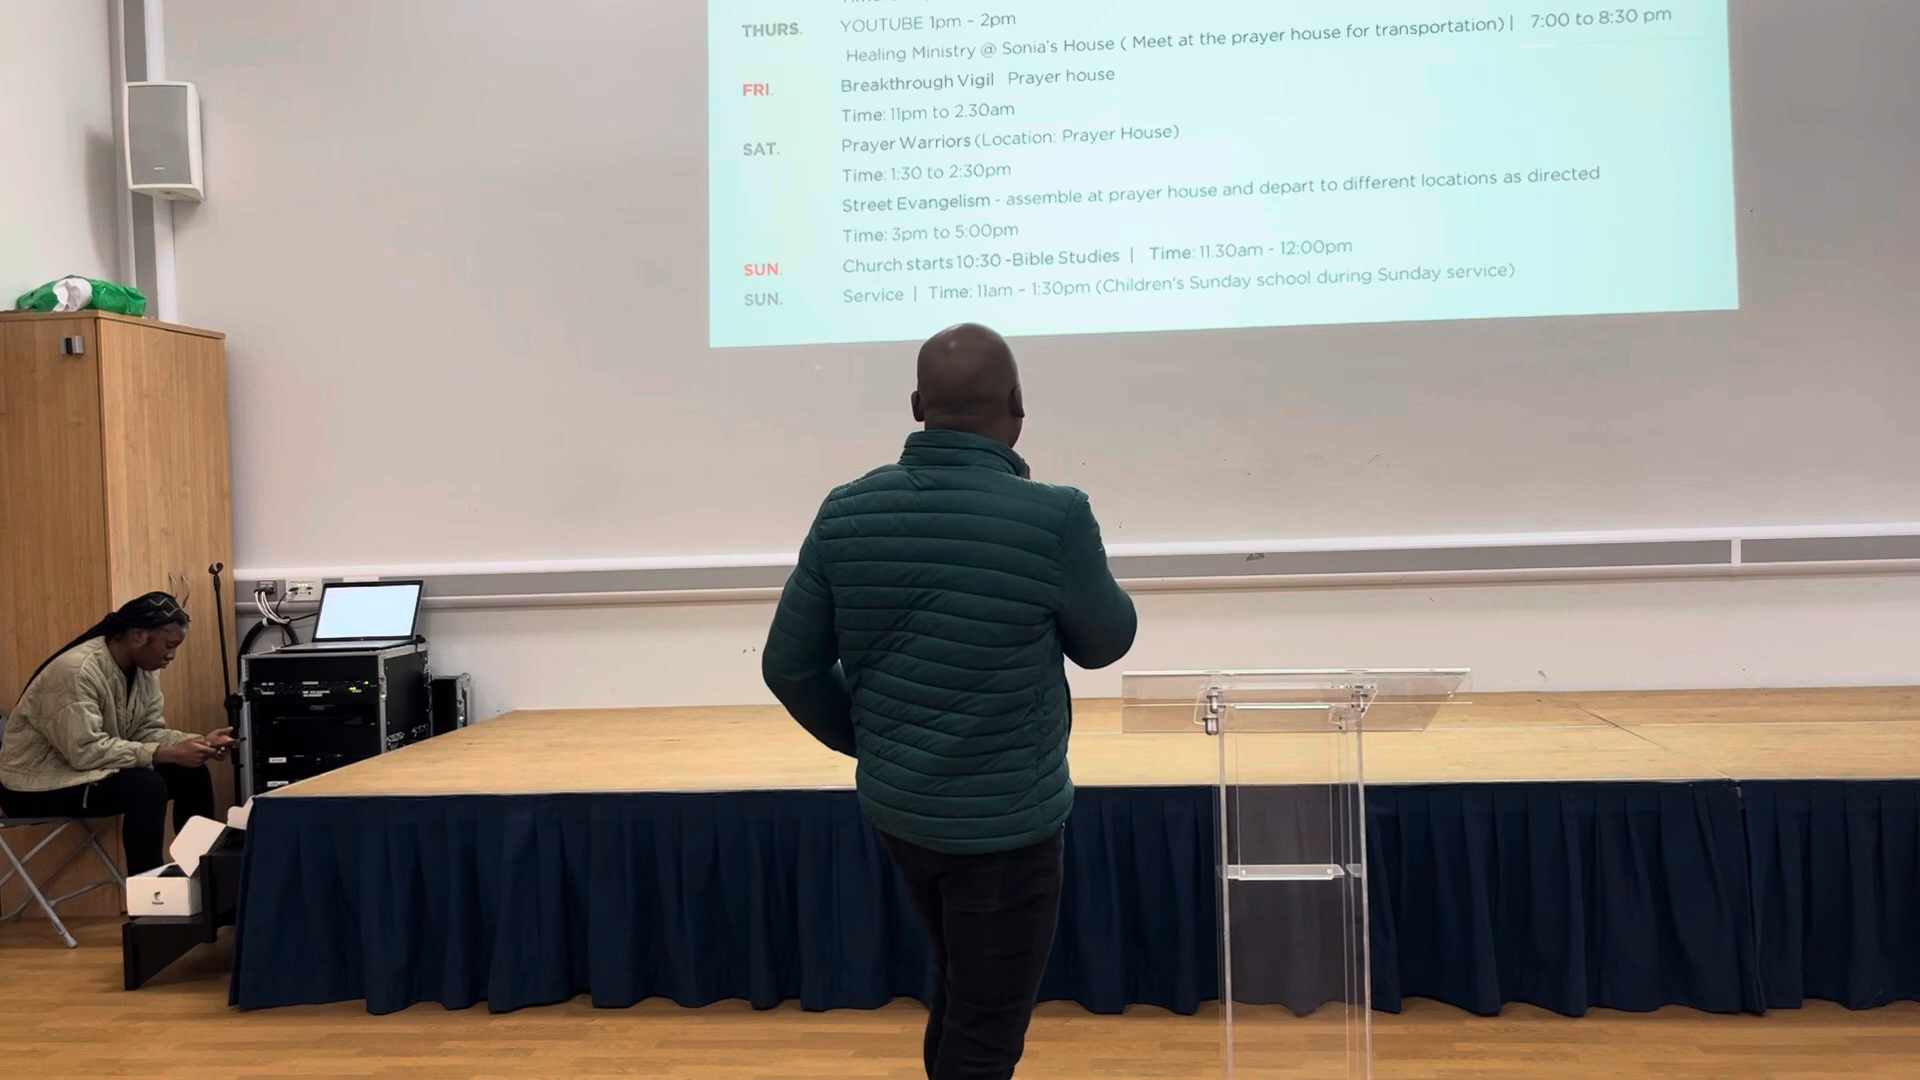 THURS. YOUTUBE 1pm – 2pm
Healing Ministry @ Sonia's House ( Meet at the prayer house for transportation) | 7:00 to 8:30 pm
FRI. Breakthrough Vigil Prayer house
Time: 11pm to 2.30am
SAT. Prayer Warriors (Location: Prayer House)
Time: 1:30 to 2:30pm
Street Evangelism - assemble at prayer house and depart to different locations as directed
Time: 3pm to 5:00pm
SUN. Church starts 10:30 -Bible Studies | Time: 11.30am - 12:00pm
SUN. Service | Time: 11am – 1:30pm (Children's Sunday school during Sunday service)